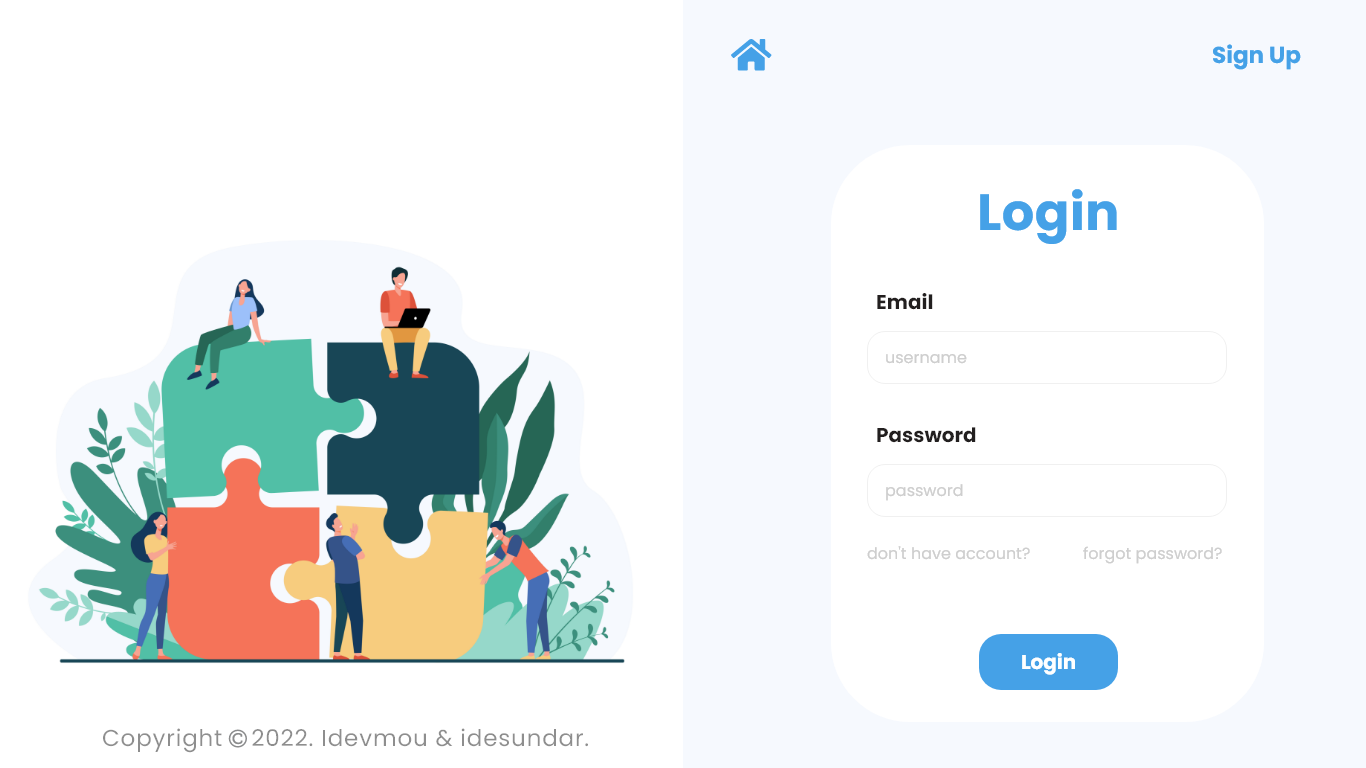 Sign Up
Login
Email
username
Password
password
don't have account? forgot password?
Login
Copyright ©2022. Idevmou & idesundar.